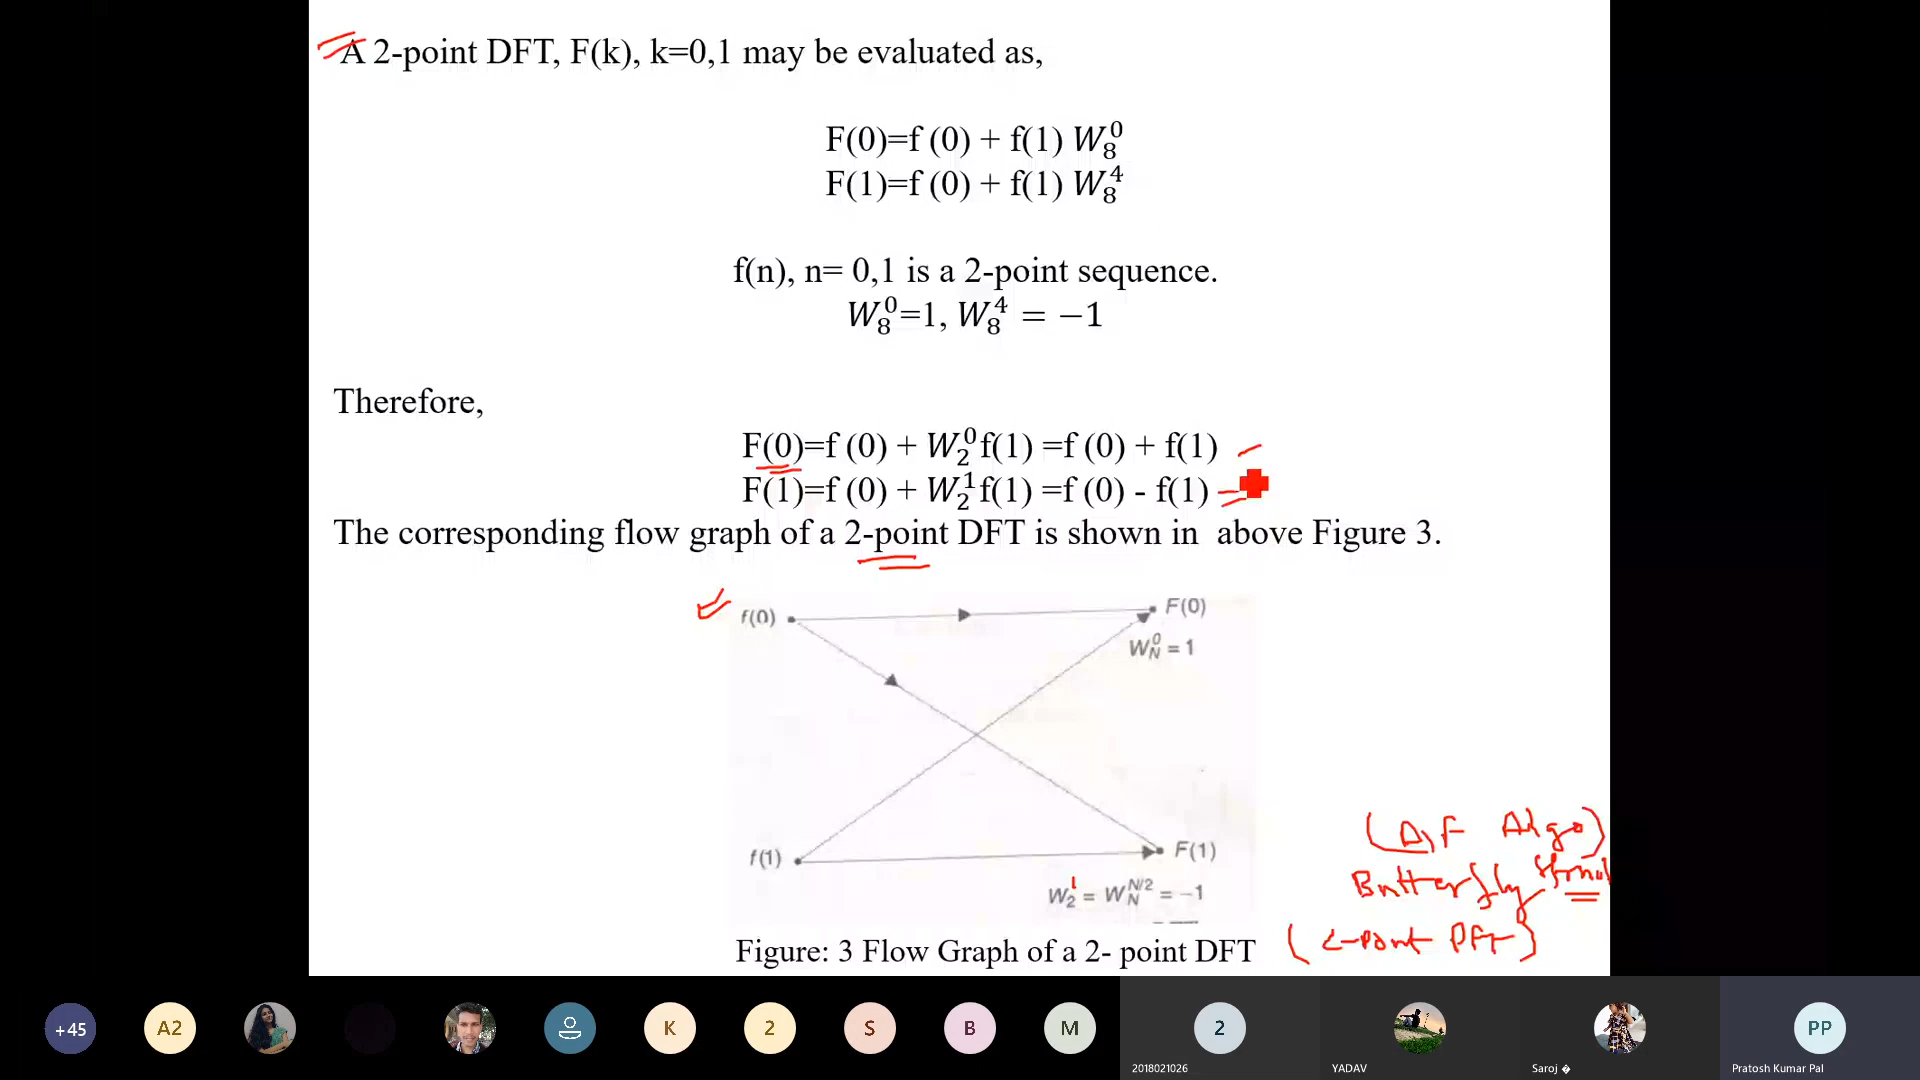 A 2-point DFT, F(k), k=0,1 may be evaluated as,
F(0)=f (0) + f(1) W₈⁰
F(1)=f (0) + f(1) W₈⁴
f(n), n= 0,1 is a 2-point sequence.
W₈⁰=1, W₈⁴ = −1
Therefore,
F(0)=f (0) + W₂⁰f(1) =f (0) + f(1)
F(1)=f (0) + W₂¹f(1) =f (0) - f(1)
The corresponding flow graph of a 2-point DFT is shown in above Figure 3.
f(0)
F(0)
W_N⁰ = 1
f(1)
F(1)
W₂¹ = W_N^{N/2} = −1
(DIF Algo)
Butterfly
(2-point DFT)
Figure: 3 Flow Graph of a 2- point DFT
+45
A2
K
2
S
B
M
2
PP
2018021026
YADAV
Saroj �
Pratosh Kumar Pal